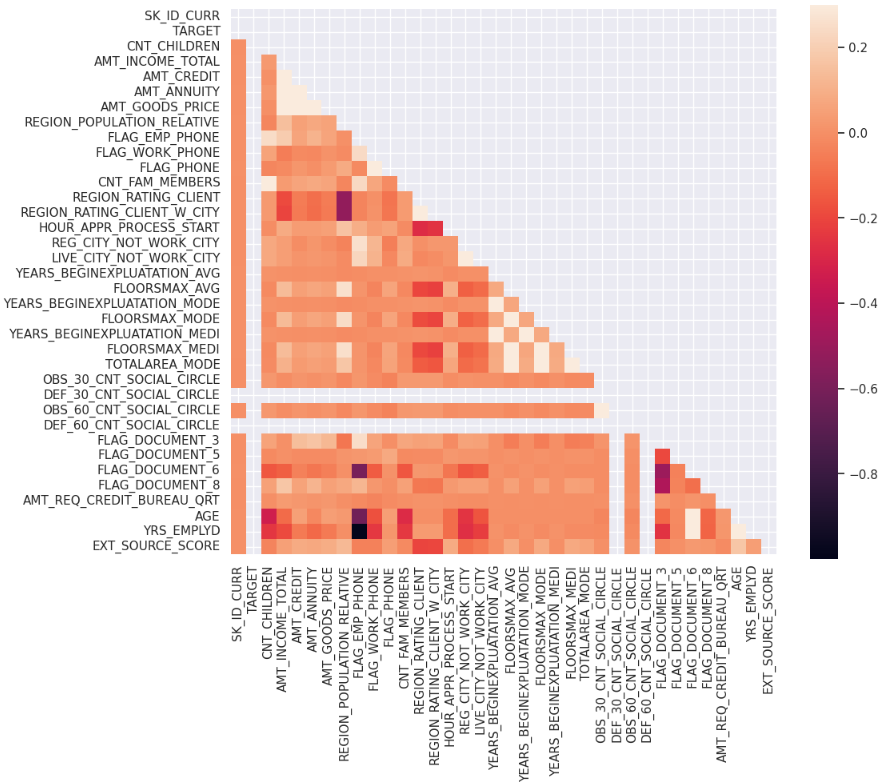 SK_ID_CURR
TARGET
CNT_CHILDREN
AMT_INCOME_TOTAL
AMT_CREDIT
AMT_ANNUITY
AMT_GOODS_PRICE
REGION_POPULATION_RELATIVE
FLAG_EMP_PHONE
FLAG_WORK_PHONE
FLAG_PHONE
CNT_FAM_MEMBERS
REGION_RATING_CLIENT
REGION_RATING_CLIENT_W_CITY
HOUR_APPR_PROCESS_START
REG_CITY_NOT_WORK_CITY
LIVE_CITY_NOT_WORK_CITY
YEARS_BEGINEXPLUATATION_AVG
FLOORSMAX_AVG
YEARS_BEGINEXPLUATATION_MODE
FLOORSMAX_MODE
YEARS_BEGINEXPLUATATION_MEDI
FLOORSMAX_MEDI
TOTALAREA_MODE
OBS_30_CNT_SOCIAL_CIRCLE
DEF_30_CNT_SOCIAL_CIRCLE
OBS_60_CNT_SOCIAL_CIRCLE
DEF_60_CNT_SOCIAL_CIRCLE
FLAG_DOCUMENT_3
FLAG_DOCUMENT_5
FLAG_DOCUMENT_6
FLAG_DOCUMENT_8
AMT_REQ_CREDIT_BUREAU_QRT
AGE
YRS_EMPLYD
EXT_SOURCE_SCORE
SK_ID_CURR
TARGET
CNT_CHILDREN
AMT_INCOME_TOTAL
AMT_CREDIT
AMT_ANNUITY
AMT_GOODS_PRICE
REGION_POPULATION_RELATIVE
FLAG_EMP_PHONE
FLAG_WORK_PHONE
FLAG_PHONE
CNT_FAM_MEMBERS
REGION_RATING_CLIENT
REGION_RATING_CLIENT_W_CITY
HOUR_APPR_PROCESS_START
REG_CITY_NOT_WORK_CITY
LIVE_CITY_NOT_WORK_CITY
YEARS_BEGINEXPLUATATION_AVG
FLOORSMAX_AVG
YEARS_BEGINEXPLUATATION_MODE
FLOORSMAX_MODE
YEARS_BEGINEXPLUATATION_MEDI
FLOORSMAX_MEDI
TOTALAREA_MODE
OBS_30_CNT_SOCIAL_CIRCLE
DEF_30_CNT_SOCIAL_CIRCLE
OBS_60_CNT_SOCIAL_CIRCLE
DEF_60_CNT_SOCIAL_CIRCLE
FLAG_DOCUMENT_3
FLAG_DOCUMENT_5
FLAG_DOCUMENT_6
FLAG_DOCUMENT_8
AMT_REQ_CREDIT_BUREAU_QRT
AGE
YRS_EMPLYD
EXT_SOURCE_SCORE
0.2
0.0
−0.2
−0.4
−0.6
−0.8